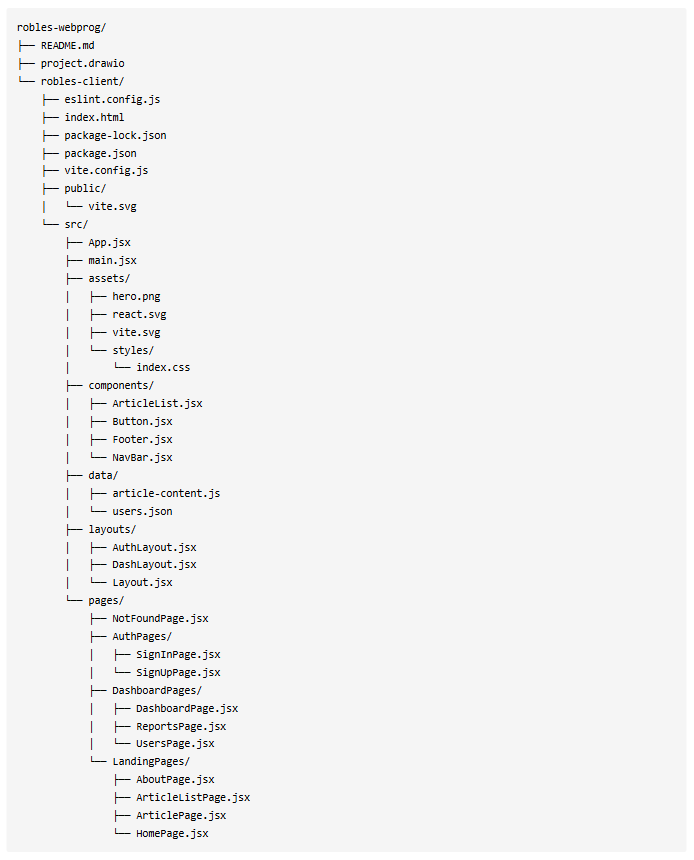 robles-webprog/
├── README.md
├── project.drawio
└── robles-client/
    ├── eslint.config.js
    ├── index.html
    ├── package-lock.json
    ├── package.json
    ├── vite.config.js
    ├── public/
    │   └── vite.svg
    └── src/
        ├── App.jsx
        ├── main.jsx
        ├── assets/
        │   ├── hero.png
        │   ├── react.svg
        │   ├── vite.svg
        │   └── styles/
        │       └── index.css
        ├── components/
        │   ├── ArticleList.jsx
        │   ├── Button.jsx
        │   ├── Footer.jsx
        │   └── NavBar.jsx
        ├── data/
        │   ├── article-content.js
        │   └── users.json
        ├── layouts/
        │   ├── AuthLayout.jsx
        │   ├── DashLayout.jsx
        │   └── Layout.jsx
        └── pages/
            ├── NotFoundPage.jsx
            ├── AuthPages/
            │   ├── SignInPage.jsx
            │   └── SignUpPage.jsx
            ├── DashboardPages/
            │   ├── DashboardPage.jsx
            │   ├── ReportsPage.jsx
            │   └── UsersPage.jsx
            └── LandingPages/
                ├── AboutPage.jsx
                ├── ArticleListPage.jsx
                ├── ArticlePage.jsx
                └── HomePage.jsx